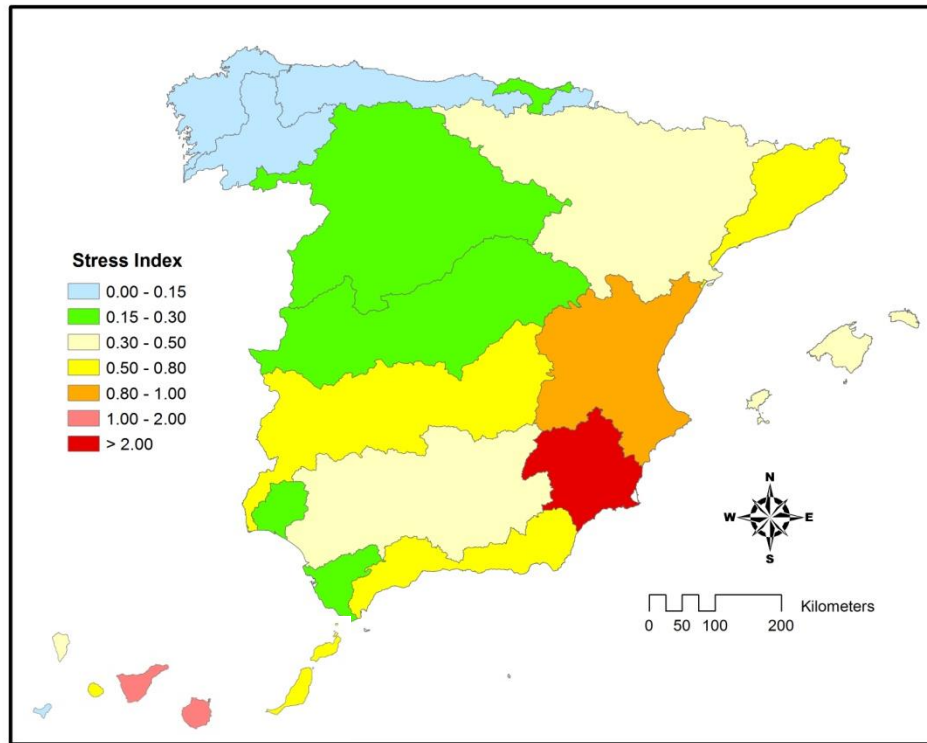 Stress Index
0.00 - 0.15
0.15 - 0.30
0.30 - 0.50
0.50 - 0.80
0.80 - 1.00
1.00 - 2.00
> 2.00
N
W E
S
Kilometers
0 50 100 200